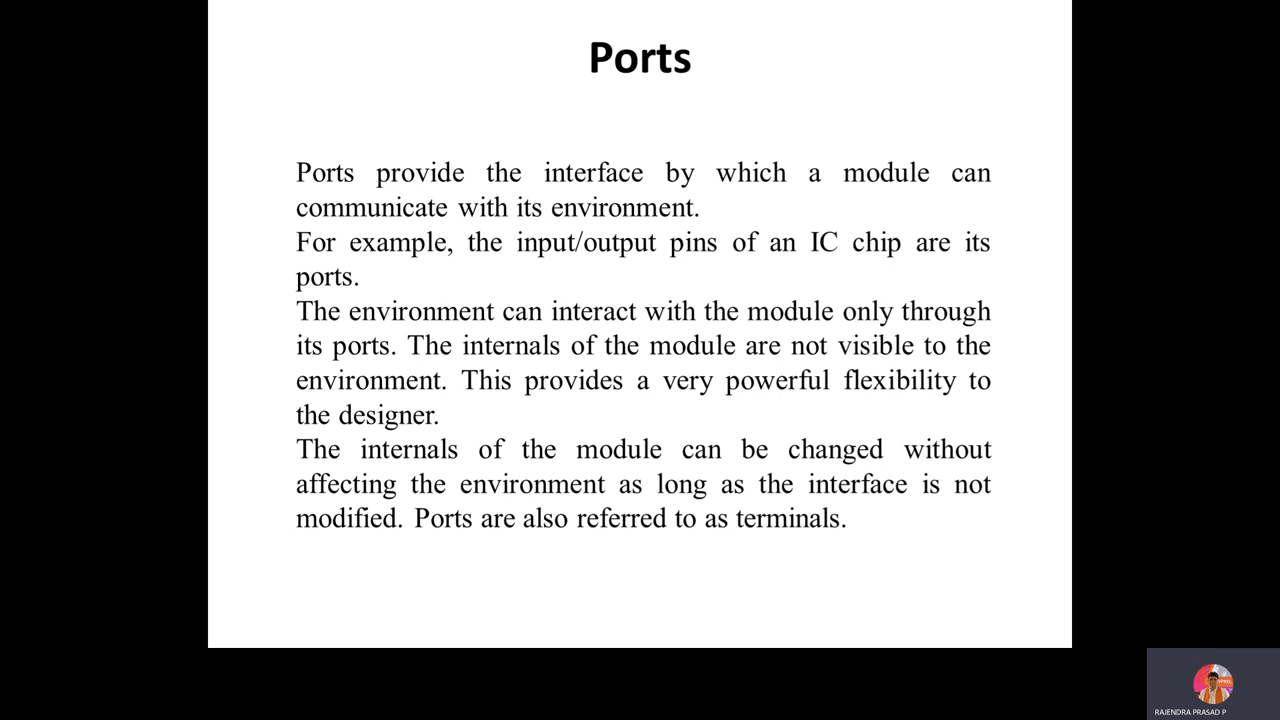 Ports
Ports provide the interface by which a module can
communicate with its environment.
For example, the input/output pins of an IC chip are its
ports.
The environment can interact with the module only through
its ports. The internals of the module are not visible to the
environment. This provides a very powerful flexibility to
the designer.
The internals of the module can be changed without
affecting the environment as long as the interface is not
modified. Ports are also referred to as terminals.
RAJENDRA PRASAD P